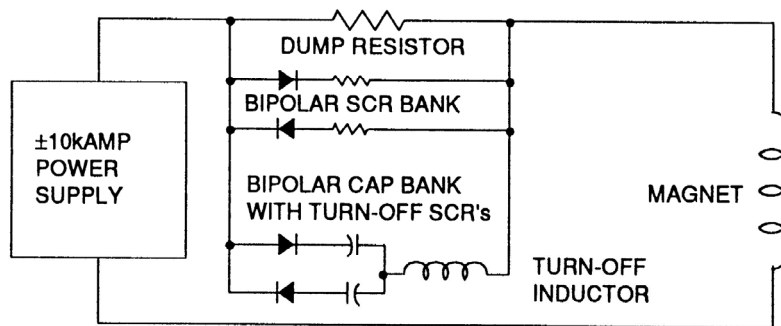 DUMP RESISTOR
BIPOLAR SCR BANK
±10kAMP
POWER
SUPPLY
BIPOLAR CAP BANK
WITH TURN-OFF SCR's
MAGNET
TURN-OFF
INDUCTOR